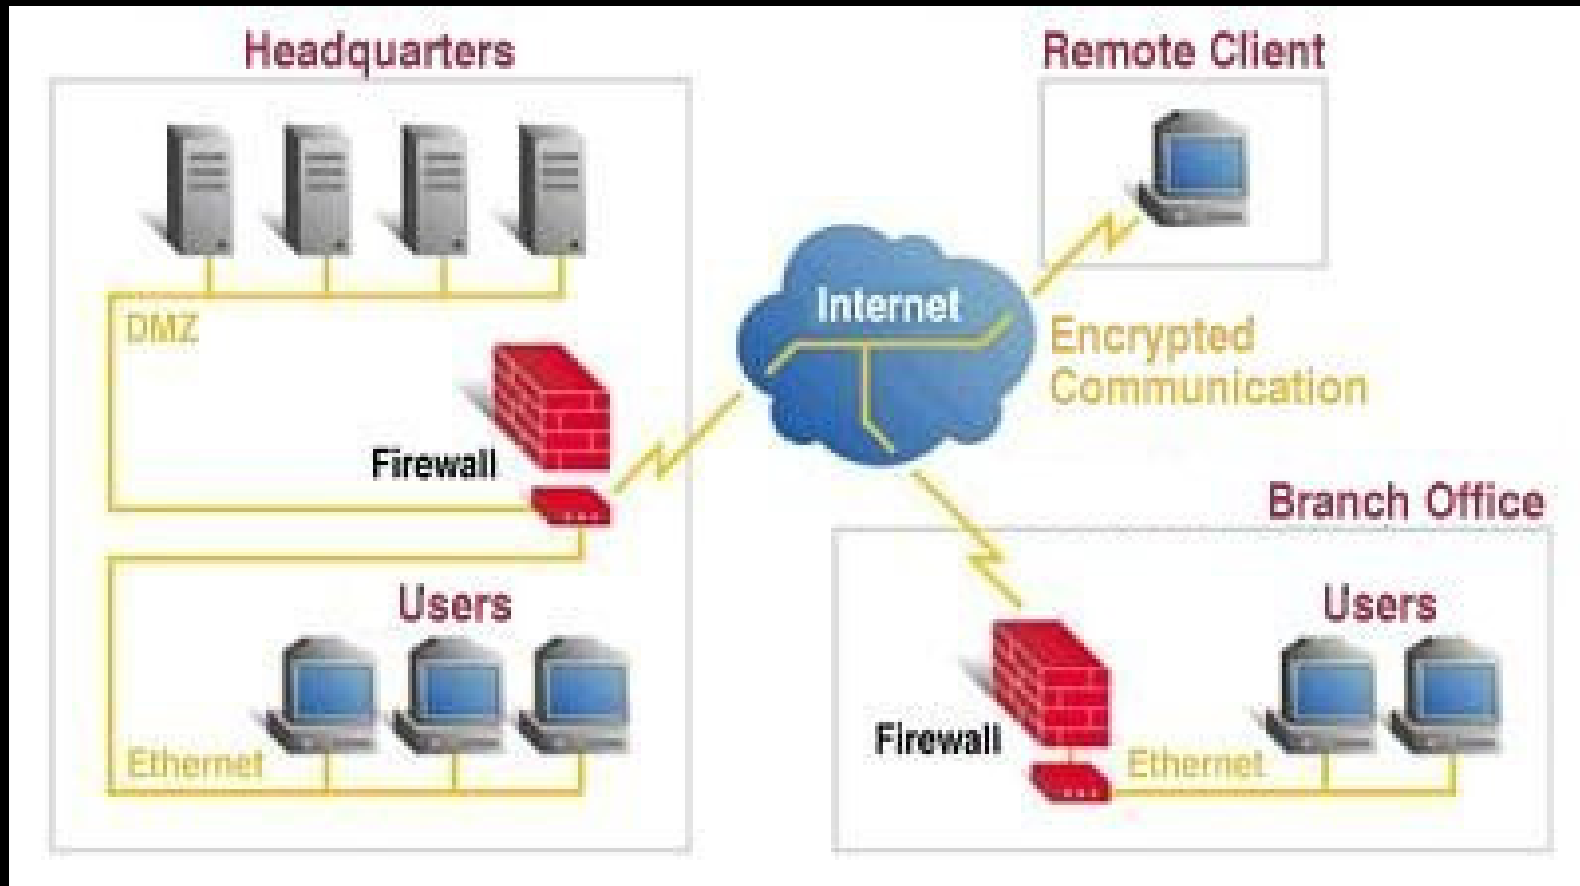 Headquarters
Remote Client
DMZ
Internet
Encrypted
Communication
Firewall
Branch Office
Users
Users
Firewall
Ethernet
Ethernet